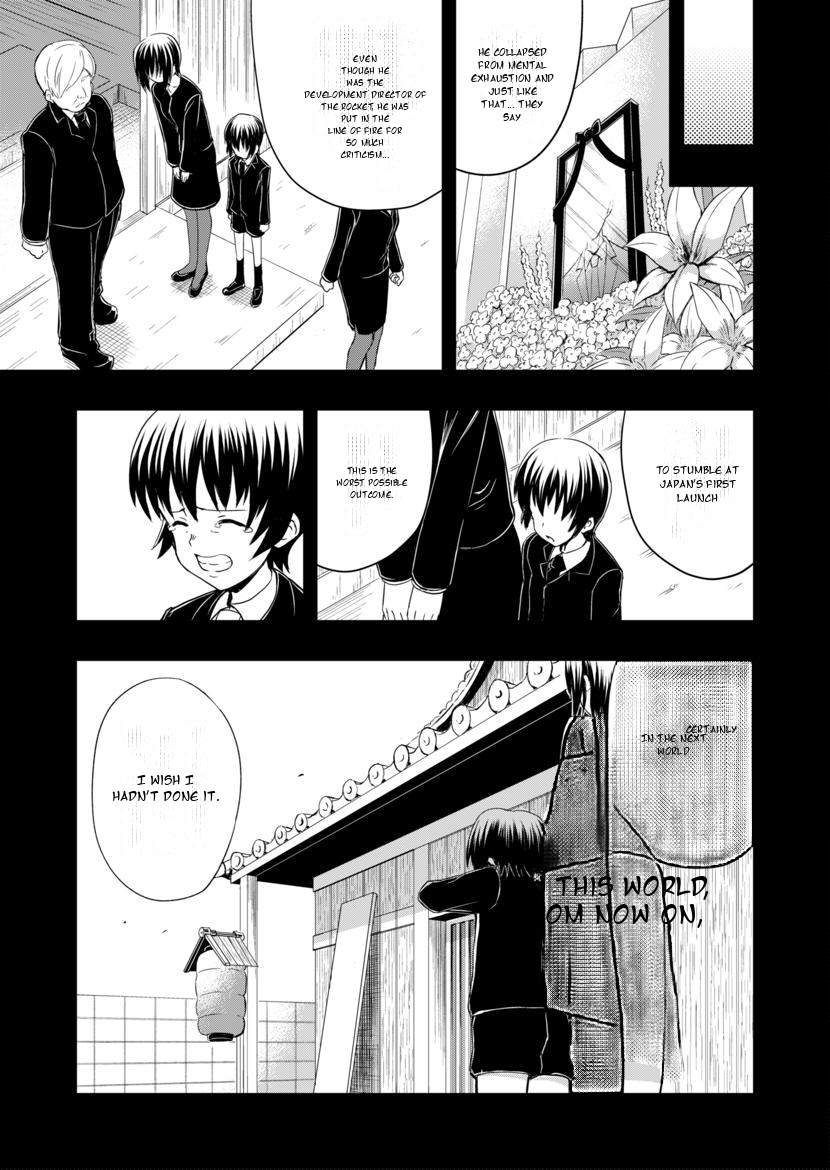 HE COLLAPSED
FROM MENTAL
EXHAUSTION AND
JUST LIKE
THAT... THEY
SAY
EVEN
THOUGH HE
WAS THE
DEVELOPMENT DIRECTOR OF
THE ROCKET, HE WAS
PUT IN THE
LINE OF FIRE FOR
SO MUCH
CRITICISM...
TO STUMBLE AT
JAPAN'S FIRST
LAUNCH
THIS IS THE
WORST POSSIBLE
OUTCOME.
CERTAINLY
IN THE NEXT
WORLD
THIS WORLD,
OM NOW ON,
I WISH I
HADN'T DONE IT.